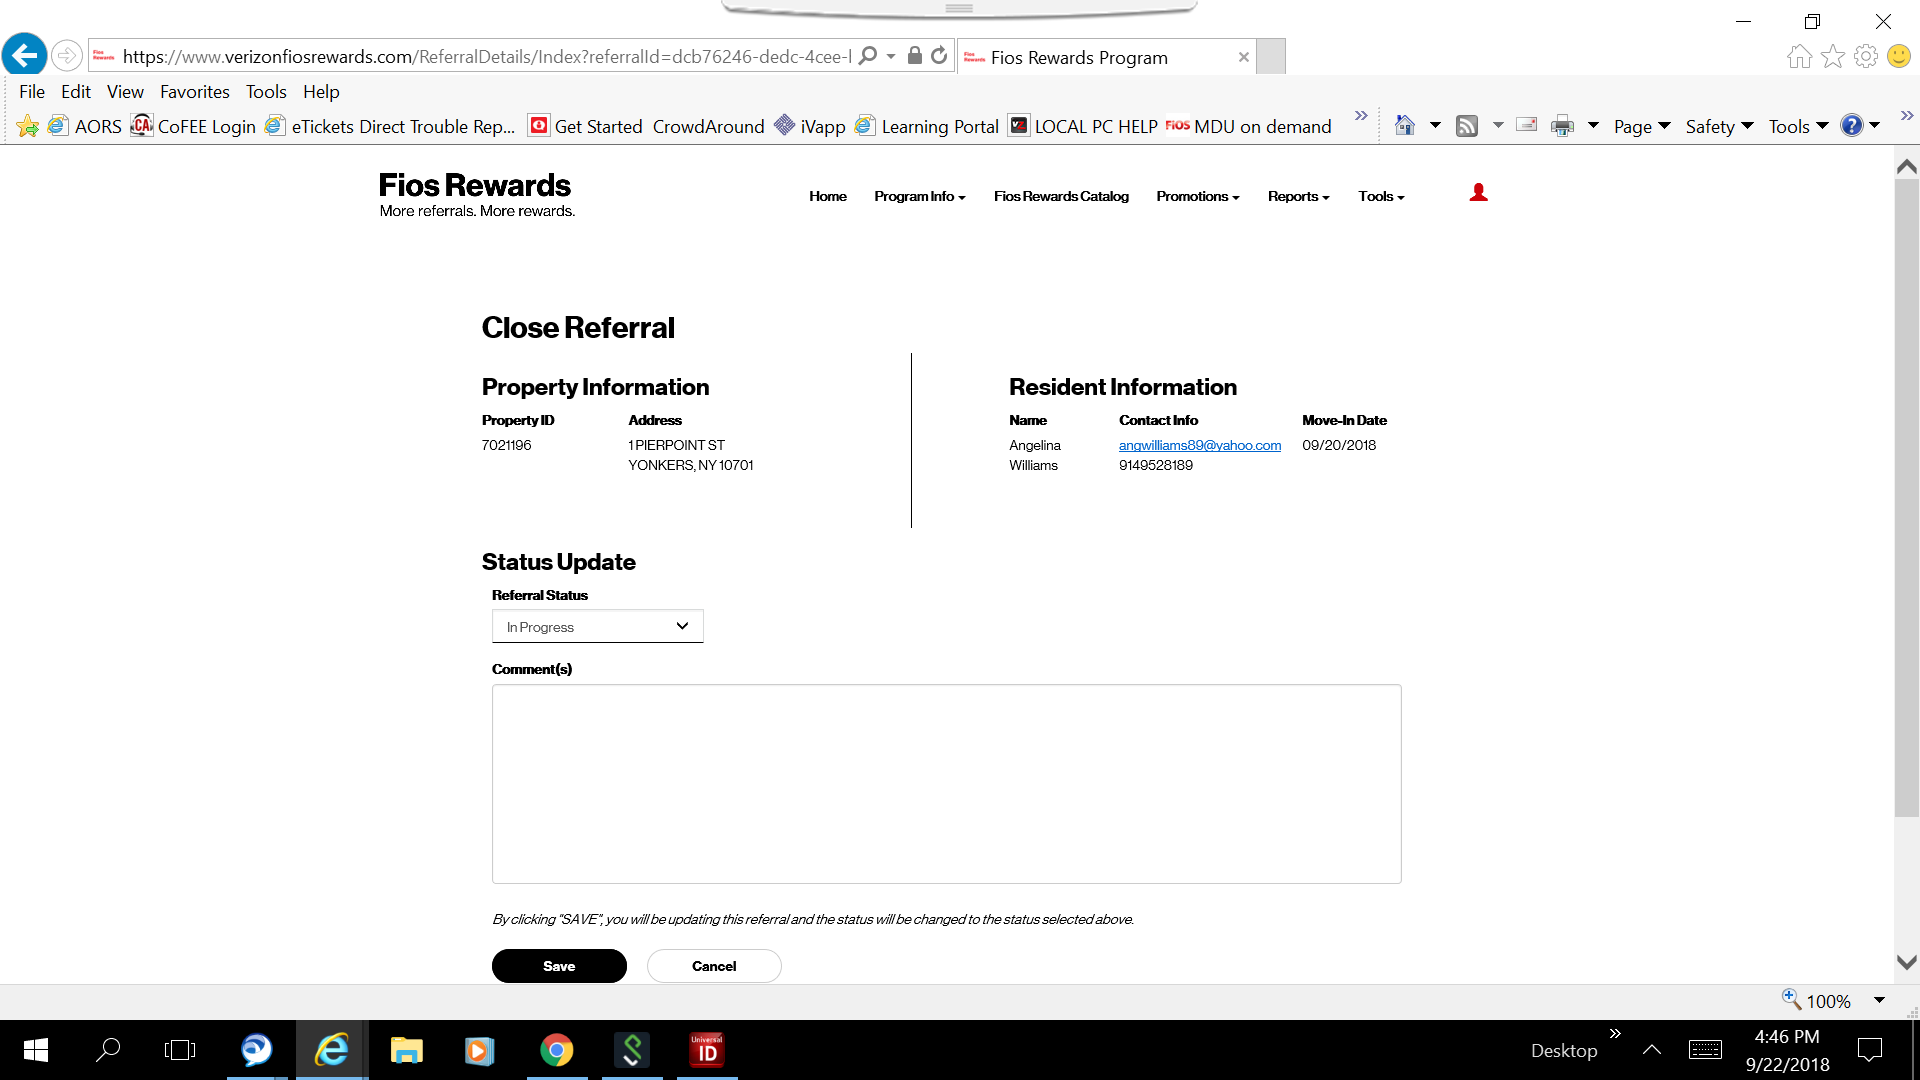 https://www.verizonfiosrewards.com/ReferralDetails/Index?referralId=dcb76246-dedc-4cee-l
Fios Rewards Program
File Edit View Favorites Tools Help
AORS CoFEE Login eTickets Direct Trouble Rep... Get Started CrowdAround iVapp Learning Portal LOCAL PC HELP Fios MDU on demand
Page Safety Tools
Fios Rewards
More referrals. More rewards.
Home Program Info Fios Rewards Catalog Promotions Reports Tools
Close Referral
Property Information
Property ID Address
7021196 1 PIERPOINT ST
YONKERS, NY 10701
Resident Information
Name Contact Info Move-In Date
Angelina angwilliams89@yahoo.com 09/20/2018
Williams 9149528189
Status Update
Referral Status
In Progress
Comment(s)
By clicking "SAVE", you will be updating this referral and the status will be changed to the status selected above.
Save Cancel
100%
Universal
ID
Desktop
4:46 PM
9/22/2018